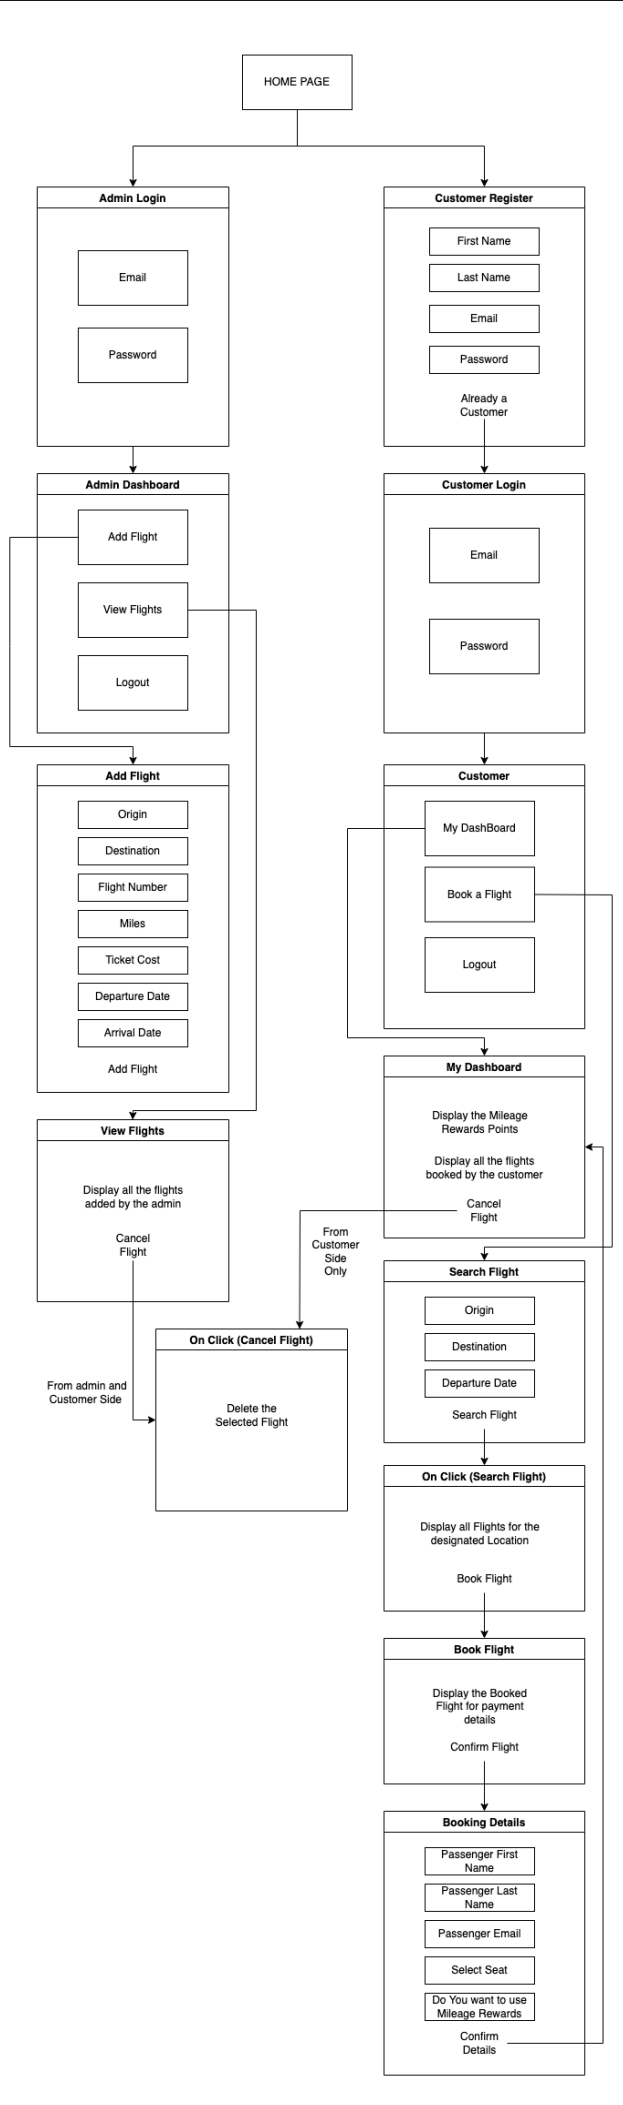 HOME PAGE
Admin Login
Email
Password
Customer Register
First Name
Last Name
Email
Password
Already a
Customer
Admin Dashboard
Add Flight
View Flights
Logout
Customer Login
Email
Password
Add Flight
Origin
Destination
Flight Number
Miles
Ticket Cost
Departure Date
Arrival Date
Add Flight
Customer
My DashBoard
Book a Flight
Logout
My Dashboard
Display the Mileage
Rewards Points
Display all the flights
booked by the customer
Cancel
Flight
View Flights
Display all the flights
added by the admin
Cancel
Flight
From
Customer
Side
Only
From admin and
Customer Side
On Click (Cancel Flight)
Delete the
Selected Flight
Search Flight
Origin
Destination
Departure Date
Search Flight
On Click (Search Flight)
Display all Flights for the
designated Location
Book Flight
Book Flight
Display the Booked
Flight for payment
details
Confirm Flight
Booking Details
Passenger First
Name
Passenger Last
Name
Passenger Email
Select Seat
Do You want to use
Mileage Rewards
Confirm
Details